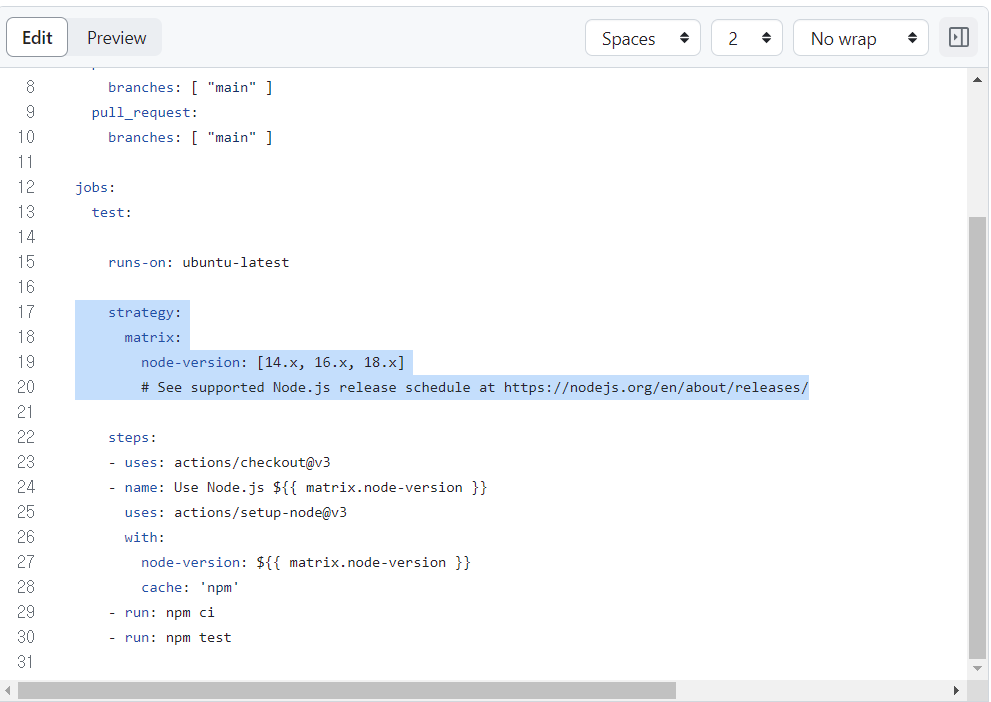 Edit Preview Spaces 2 No wrap
8 branches: [ "main" ]
9 pull_request:
10 branches: [ "main" ]
11
12 jobs:
13 test:
14
15 runs-on: ubuntu-latest
16
17 strategy:
18 matrix:
19 node-version: [14.x, 16.x, 18.x]
20 # See supported Node.js release schedule at https://nodejs.org/en/about/releases/
21
22 steps:
23 - uses: actions/checkout@v3
24 - name: Use Node.js ${{ matrix.node-version }}
25 uses: actions/setup-node@v3
26 with:
27 node-version: ${{ matrix.node-version }}
28 cache: 'npm'
29 - run: npm ci
30 - run: npm test
31